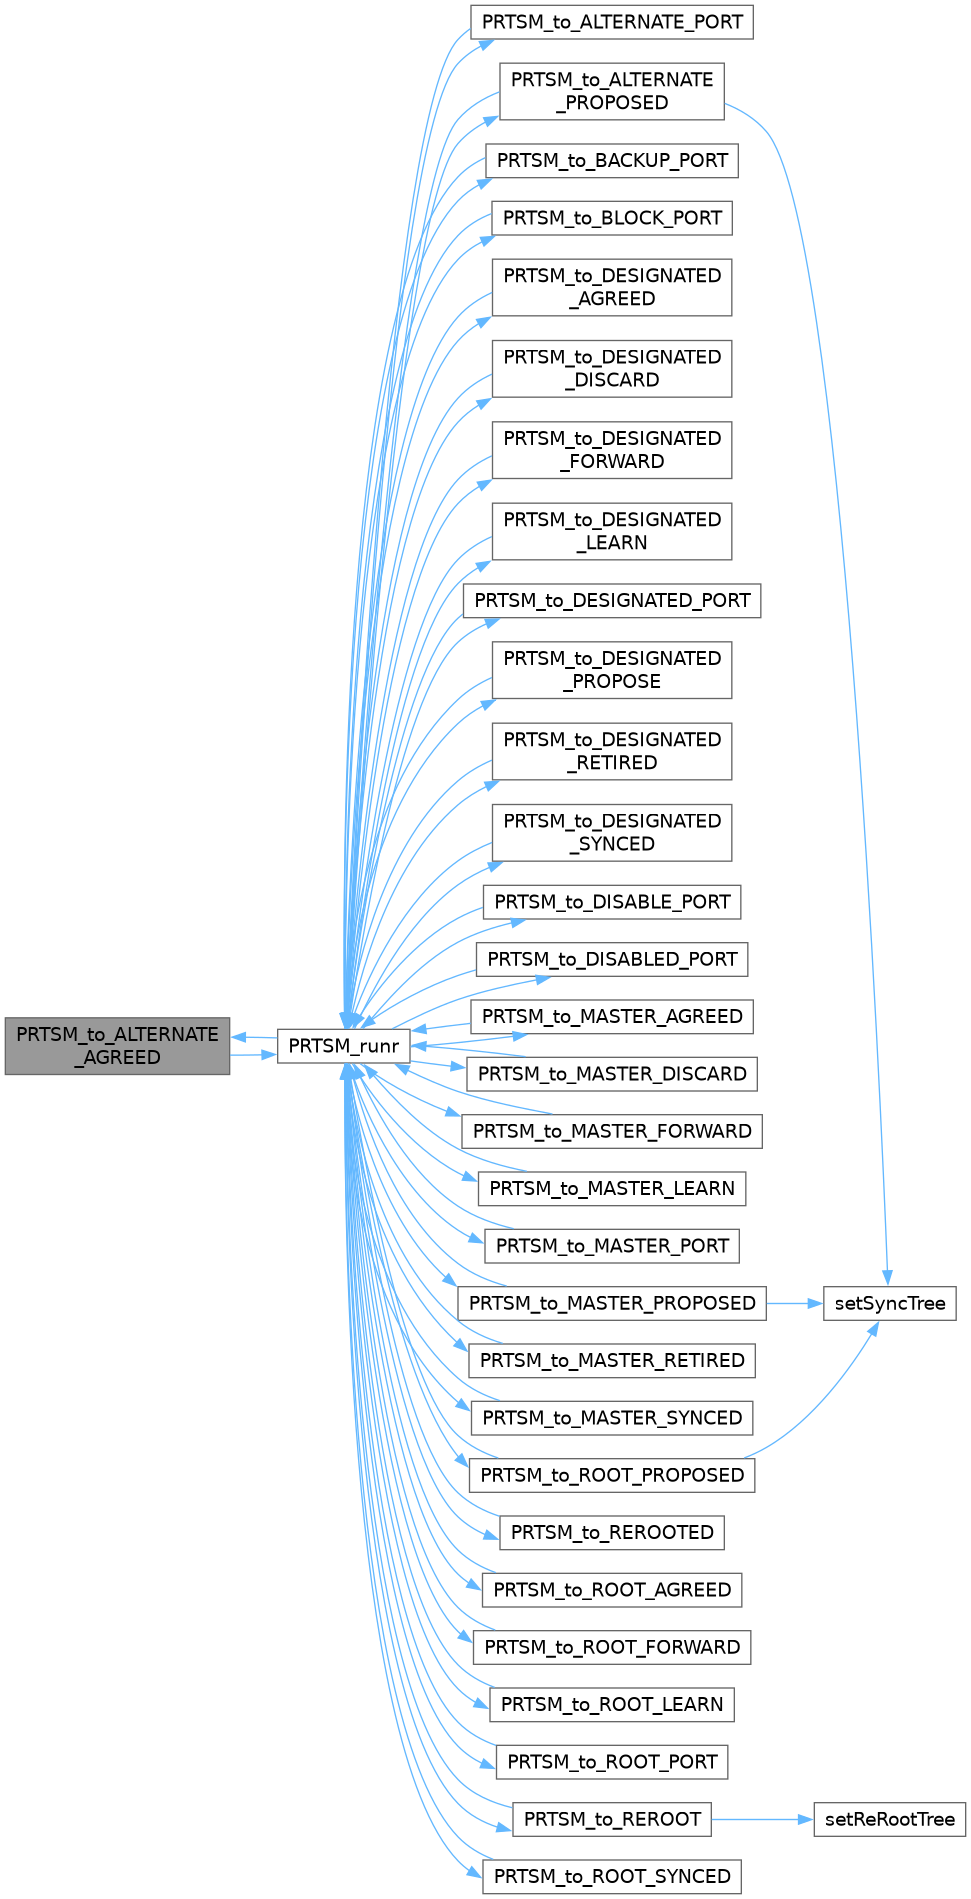 PRTSM_to_ALTERNATE_PORT
PRTSM_to_ALTERNATE
_PROPOSED
PRTSM_to_BACKUP_PORT
PRTSM_to_BLOCK_PORT
PRTSM_to_DESIGNATED
_AGREED
PRTSM_to_DESIGNATED
_DISCARD
PRTSM_to_DESIGNATED
_FORWARD
PRTSM_to_DESIGNATED
_LEARN
PRTSM_to_DESIGNATED_PORT
PRTSM_to_DESIGNATED
_PROPOSE
PRTSM_to_DESIGNATED
_RETIRED
PRTSM_to_DESIGNATED
_SYNCED
PRTSM_to_DISABLE_PORT
PRTSM_to_DISABLED_PORT
PRTSM_to_ALTERNATE
_AGREED
PRTSM_runr
PRTSM_to_MASTER_AGREED
PRTSM_to_MASTER_DISCARD
PRTSM_to_MASTER_FORWARD
PRTSM_to_MASTER_LEARN
PRTSM_to_MASTER_PORT
PRTSM_to_MASTER_PROPOSED
setSyncTree
PRTSM_to_MASTER_RETIRED
PRTSM_to_MASTER_SYNCED
PRTSM_to_ROOT_PROPOSED
PRTSM_to_REROOTED
PRTSM_to_ROOT_AGREED
PRTSM_to_ROOT_FORWARD
PRTSM_to_ROOT_LEARN
PRTSM_to_ROOT_PORT
PRTSM_to_REROOT
setReRootTree
PRTSM_to_ROOT_SYNCED